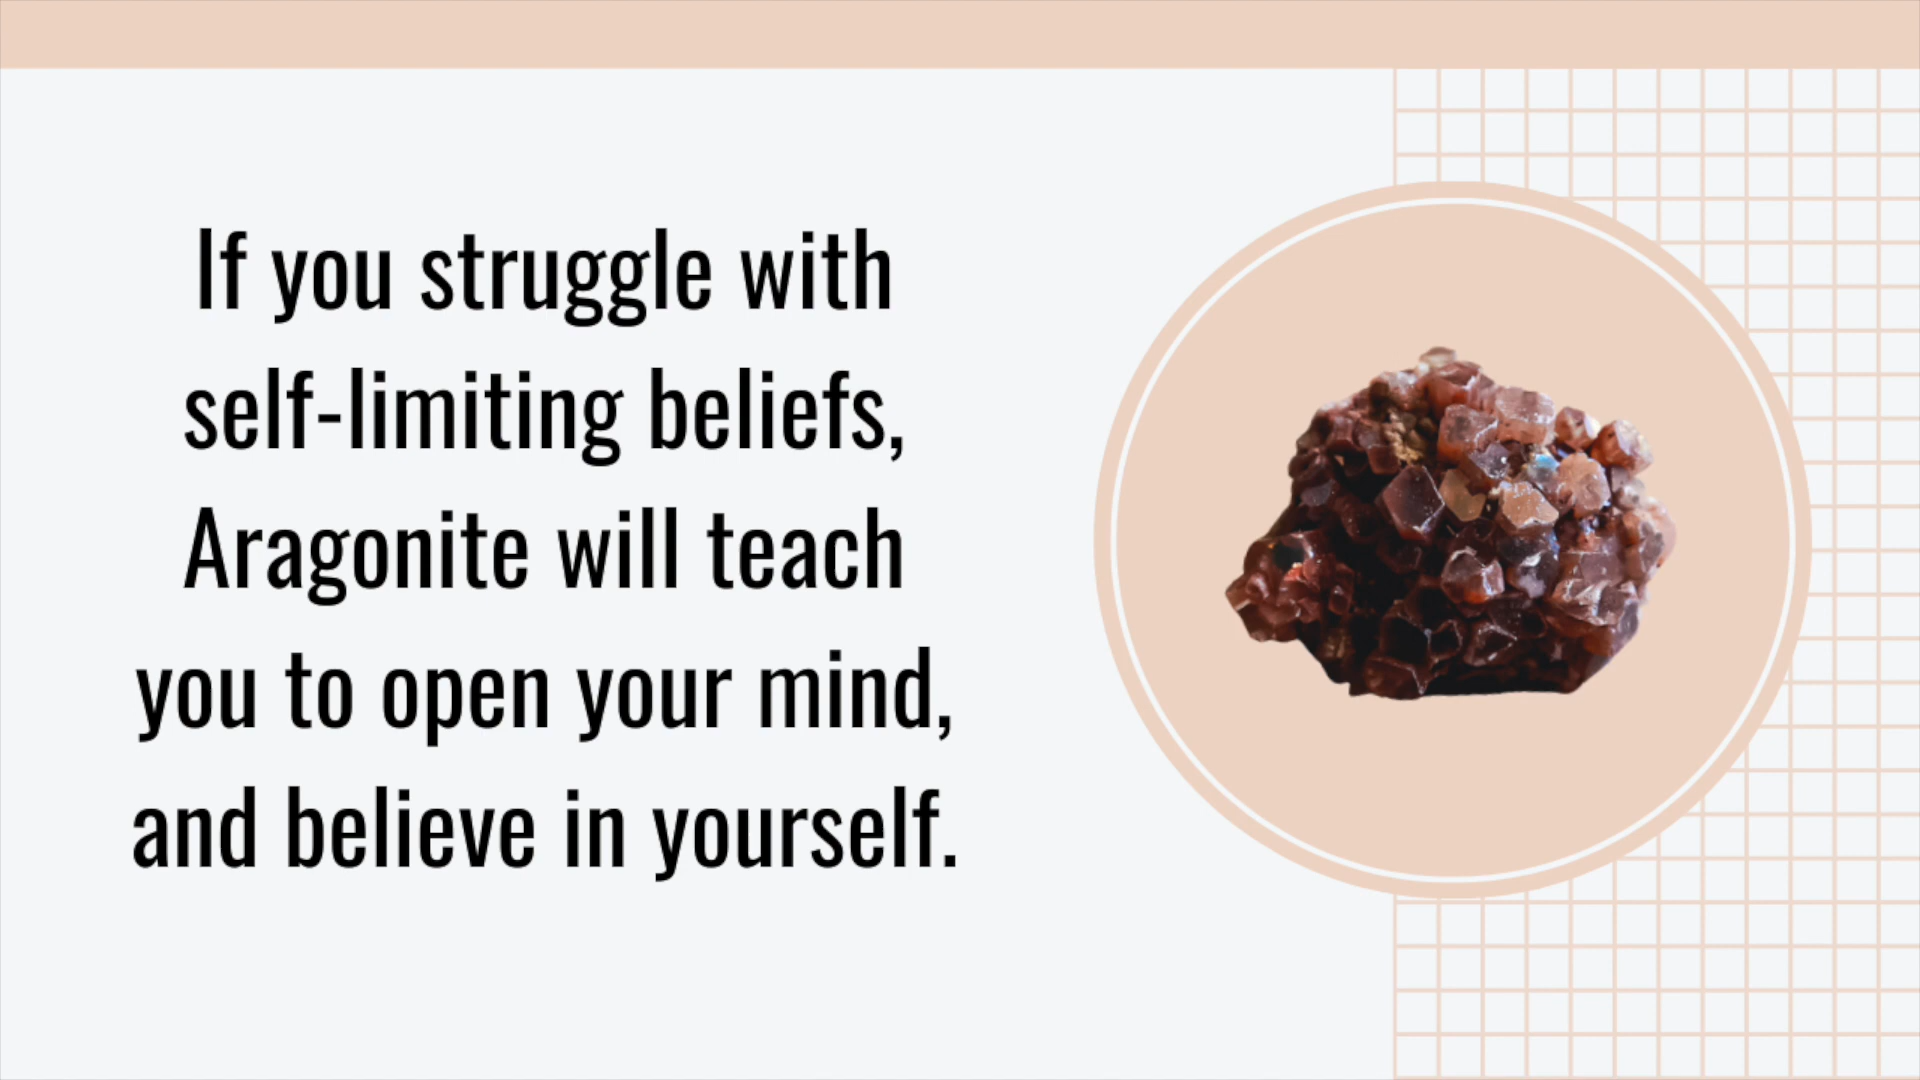 If you struggle with
self-limiting beliefs,
Aragonite will teach
you to open your mind,
and believe in yourself.